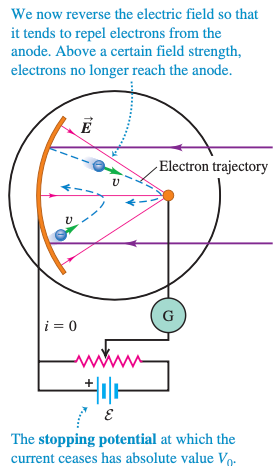 We now reverse the electric field so that
it tends to repel electrons from the
anode. Above a certain field strength,
electrons no longer reach the anode.
E⃗
Electron trajectory
v
v
G
i = 0
+
ℰ
The stopping potential at which the
current ceases has absolute value V₀.